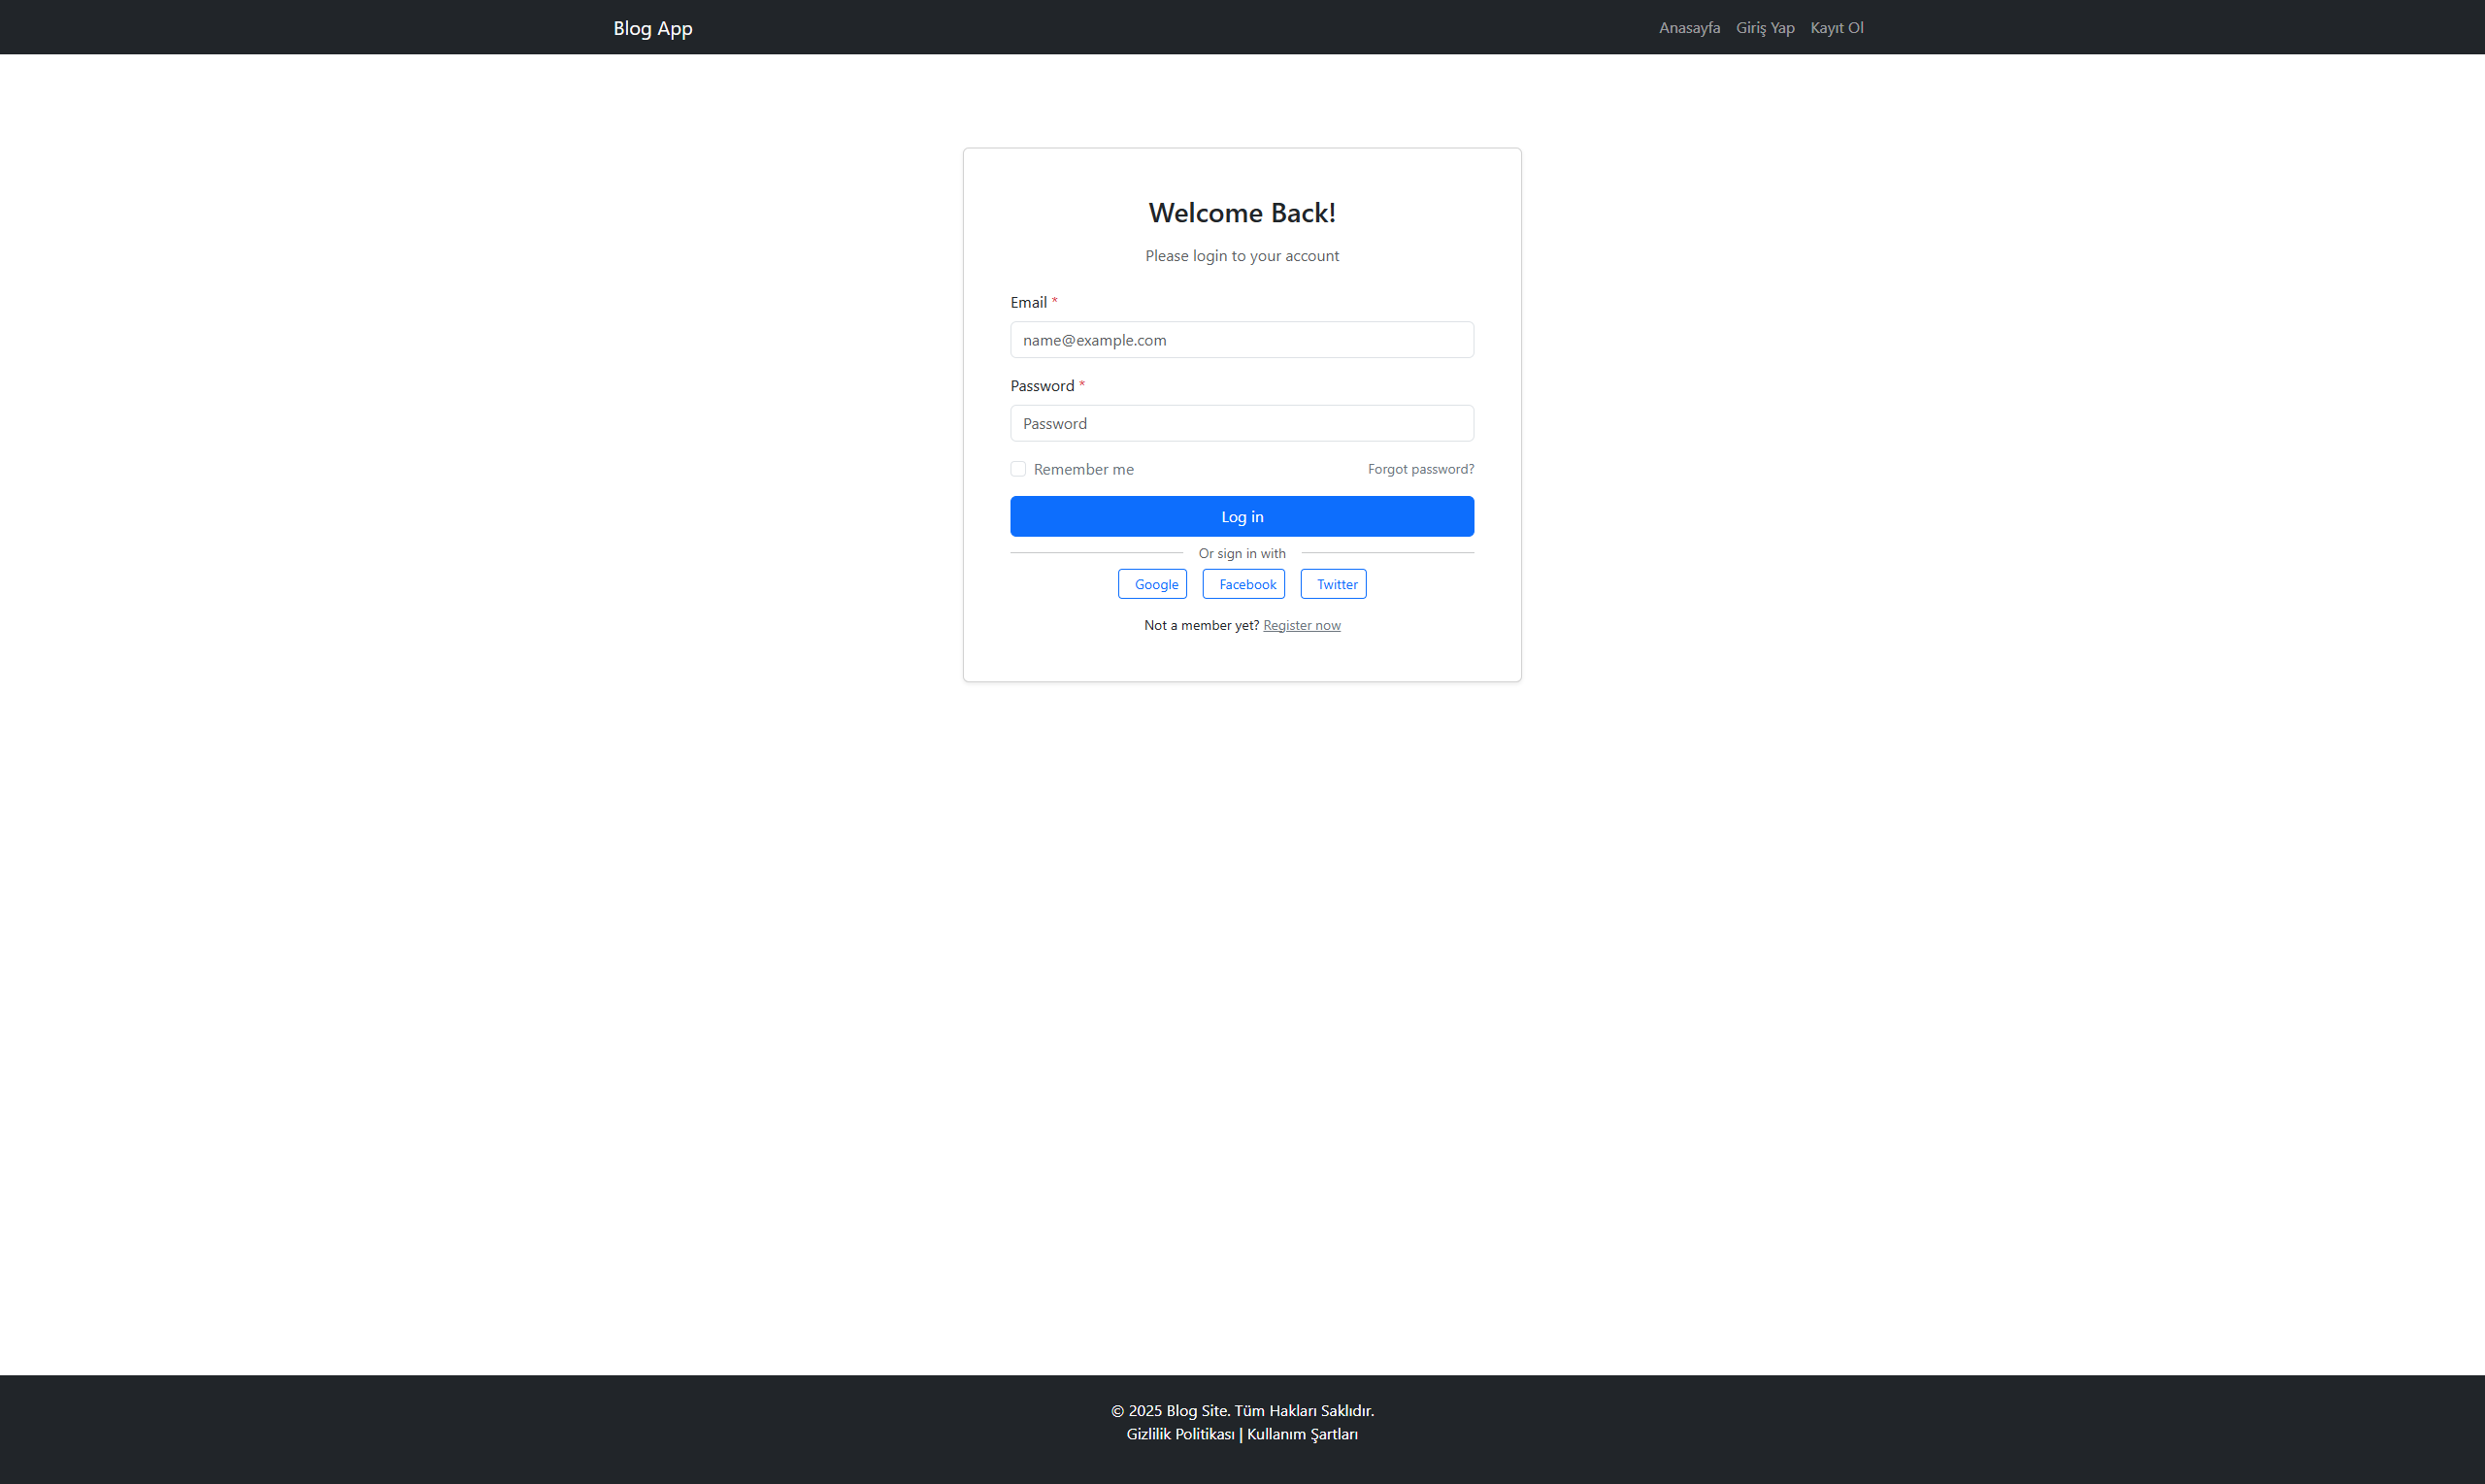 Blog App
Anasayfa Giriş Yap Kayıt Ol
Welcome Back!
Please login to your account
Email *
name@example.com
Password *
Password
Remember me Forgot password?
Log in
Or sign in with
Google Facebook Twitter
Not a member yet? Register now
© 2025 Blog Site. Tüm Hakları Saklıdır.
Gizlilik Politikası | Kullanım Şartları